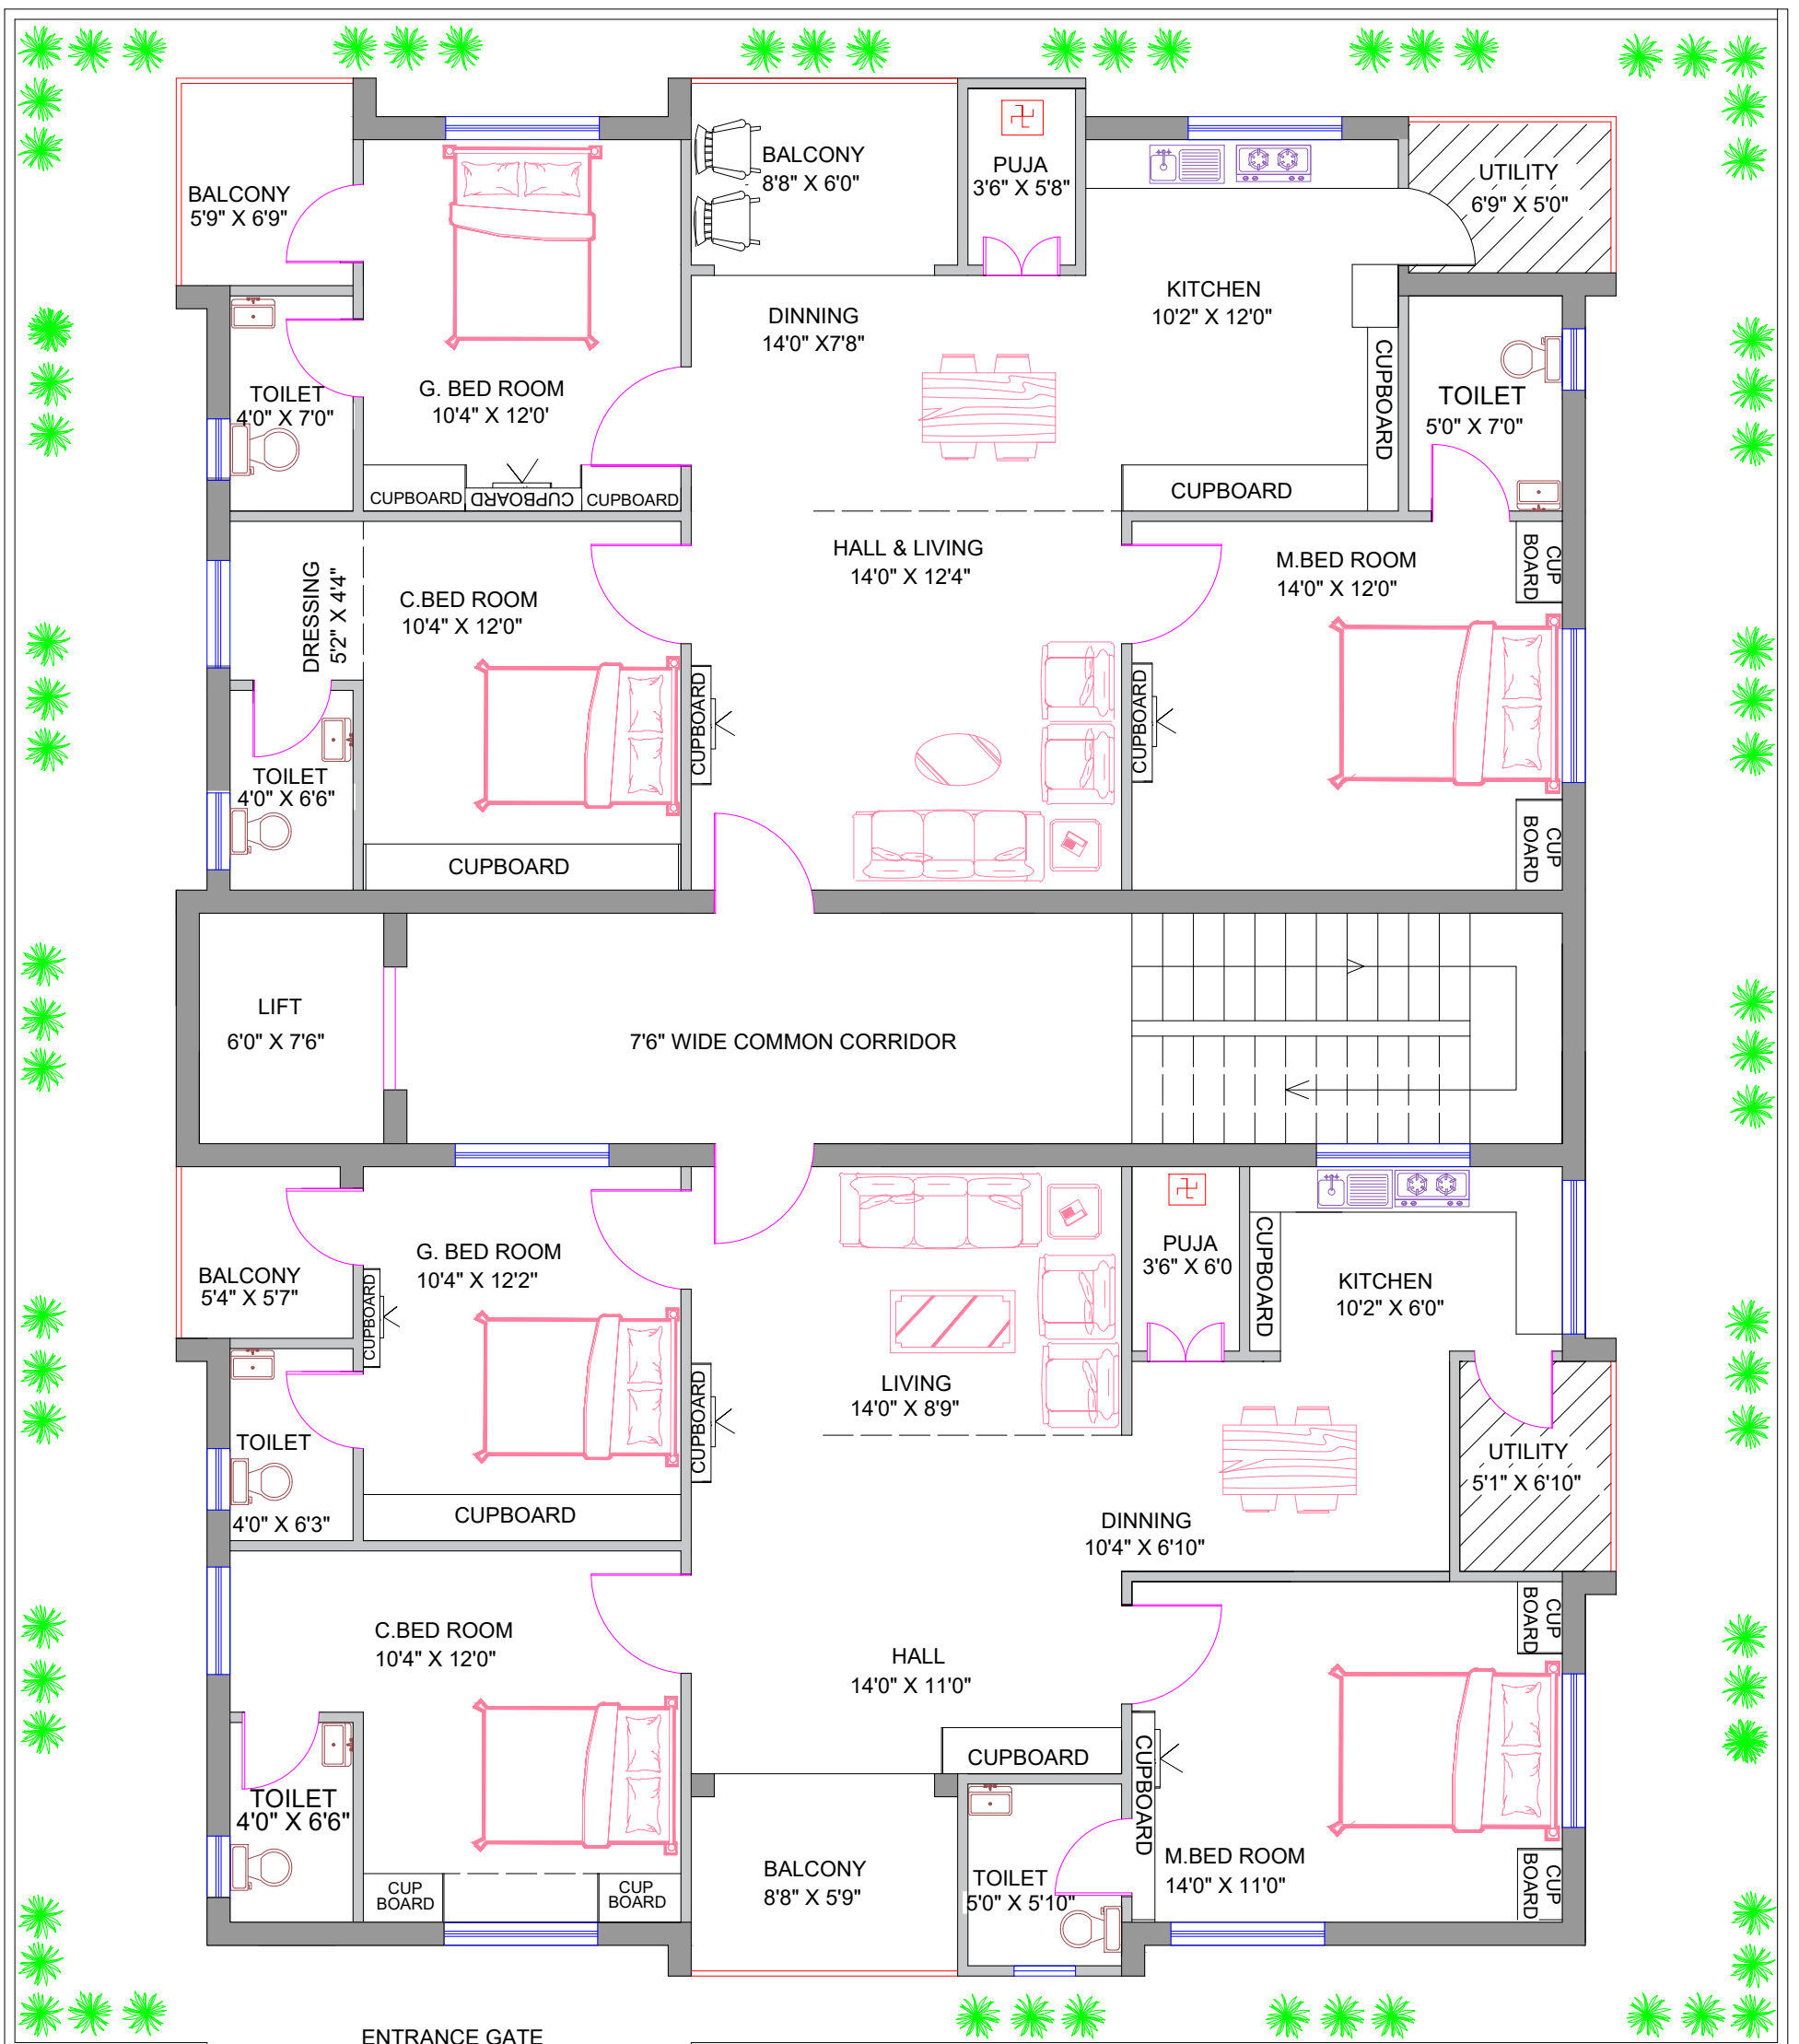 BALCONY
5'9" X 6'9"
BALCONY
8'8" X 6'0"
PUJA
3'6" X 5'8"
UTILITY
6'9" X 5'0"
KITCHEN
10'2" X 12'0"
DINNING
14'0" X7'8"
TOILET
4'0" X 7'0"
G. BED ROOM
10'4" X 12'0'
CUPBOARD
TOILET
5'0" X 7'0"
CUPBOARD
CUPBOARD
CUPBOARD
CUPBOARD
HALL & LIVING
14'0" X 12'4"
M.BED ROOM
14'0" X 12'0"
CUP
BOARD
DRESSING
5'2" X 4'4"
C.BED ROOM
10'4" X 12'0"
CUPBOARD
CUPBOARD
TOILET
4'0" X 6'6"
CUPBOARD
CUP
BOARD
LIFT
6'0" X 7'6"
7'6" WIDE COMMON CORRIDOR
G. BED ROOM
10'4" X 12'2"
PUJA
3'6" X 6'0
CUPBOARD
KITCHEN
10'2" X 6'0"
BALCONY
5'4" X 5'7"
CUPBOARD
LIVING
14'0" X 8'9"
CUPBOARD
TOILET
4'0" X 6'3"
CUPBOARD
UTILITY
5'1" X 6'10"
DINNING
10'4" X 6'10"
CUP
BOARD
C.BED ROOM
10'4" X 12'0"
HALL
14'0" X 11'0"
CUPBOARD
CUPBOARD
TOILET
4'0" X 6'6"
CUP
BOARD
CUP
BOARD
BALCONY
8'8" X 5'9"
TOILET
5'0" X 5'10"
M.BED ROOM
14'0" X 11'0"
CUP
BOARD
ENTRANCE GATE